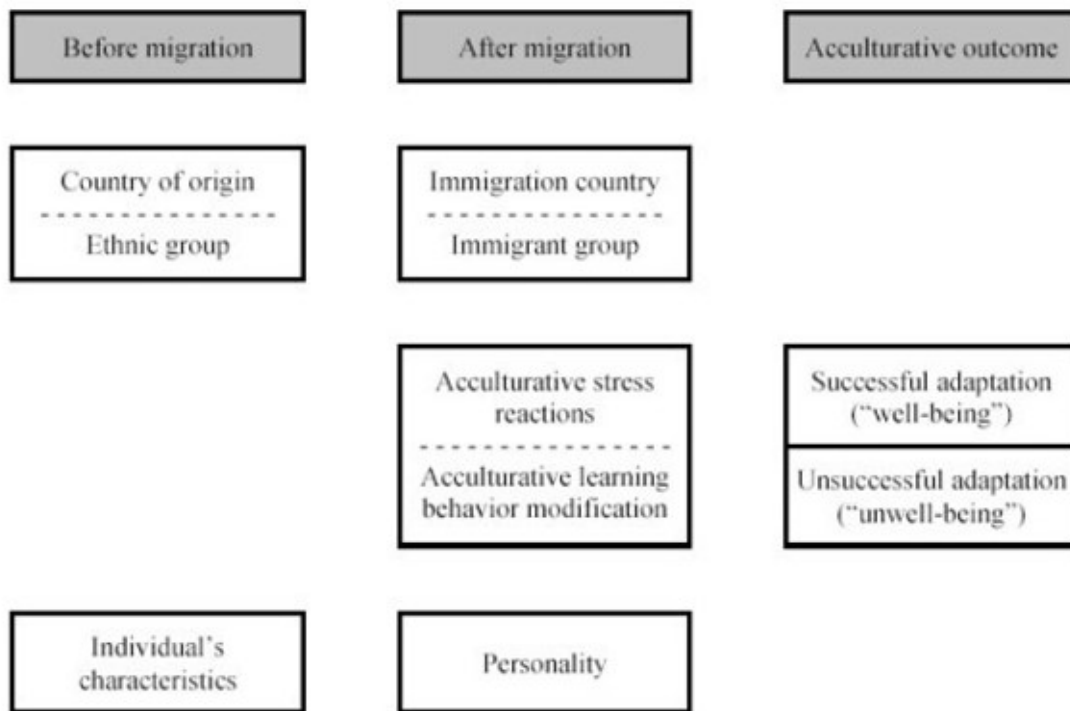 Before migration
After migration
Acculturative outcome
Country of origin
Ethnic group
Immigration country
Immigrant group
Acculturative stress
reactions
Acculturative learning
behavior modification
Successful adaptation
(“well-being”)
Unsuccessful adaptation
(“unwell-being”)
Individual’s
characteristics
Personality